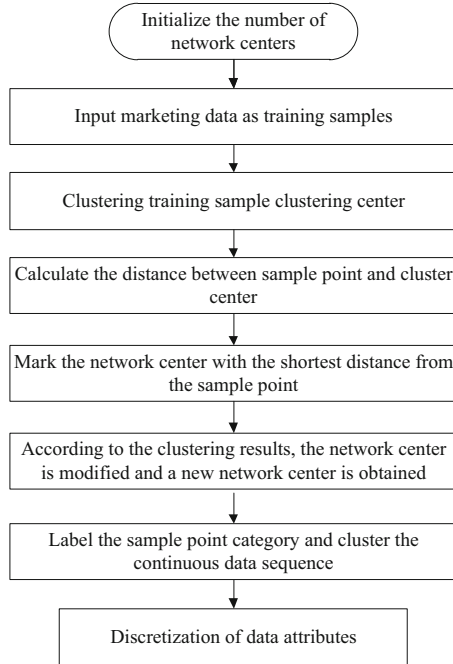 Initialize the number of
network centers
Input marketing data as training samples
Clustering training sample clustering center
Calculate the distance between sample point and cluster
center
Mark the network center with the shortest distance from
the sample point
According to the clustering results, the network center
is modified and a new network center is obtained
Label the sample point category and cluster the
continuous data sequence
Discretization of data attributes